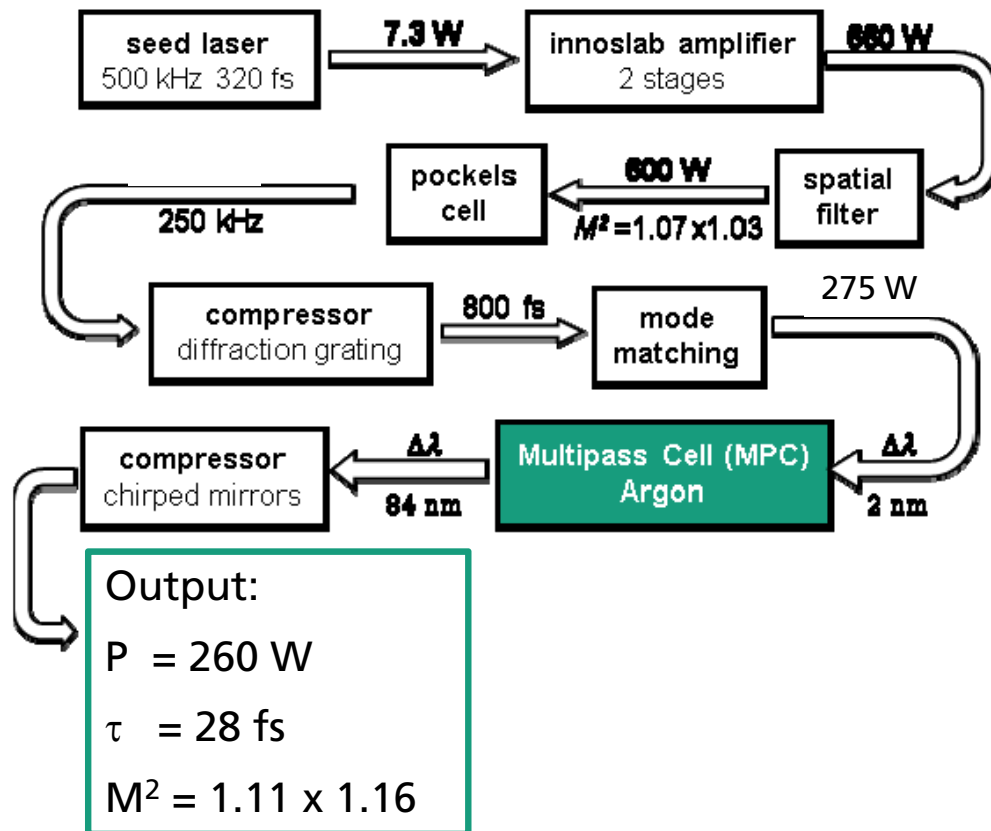 seed laser
500 kHz 320 fs
7.3 W
innoslab amplifier
2 stages
660 W
spatial
filter
600 W
M² =1.07x1.03
pockels
cell
250 kHz
compressor
diffraction grating
800 fs
mode
matching
275 W
Δλ
2 nm
Multipass Cell (MPC)
Argon
Δλ
84 nm
compressor
chirped mirrors
Output:
P = 260 W
τ = 28 fs
M² = 1.11 x 1.16